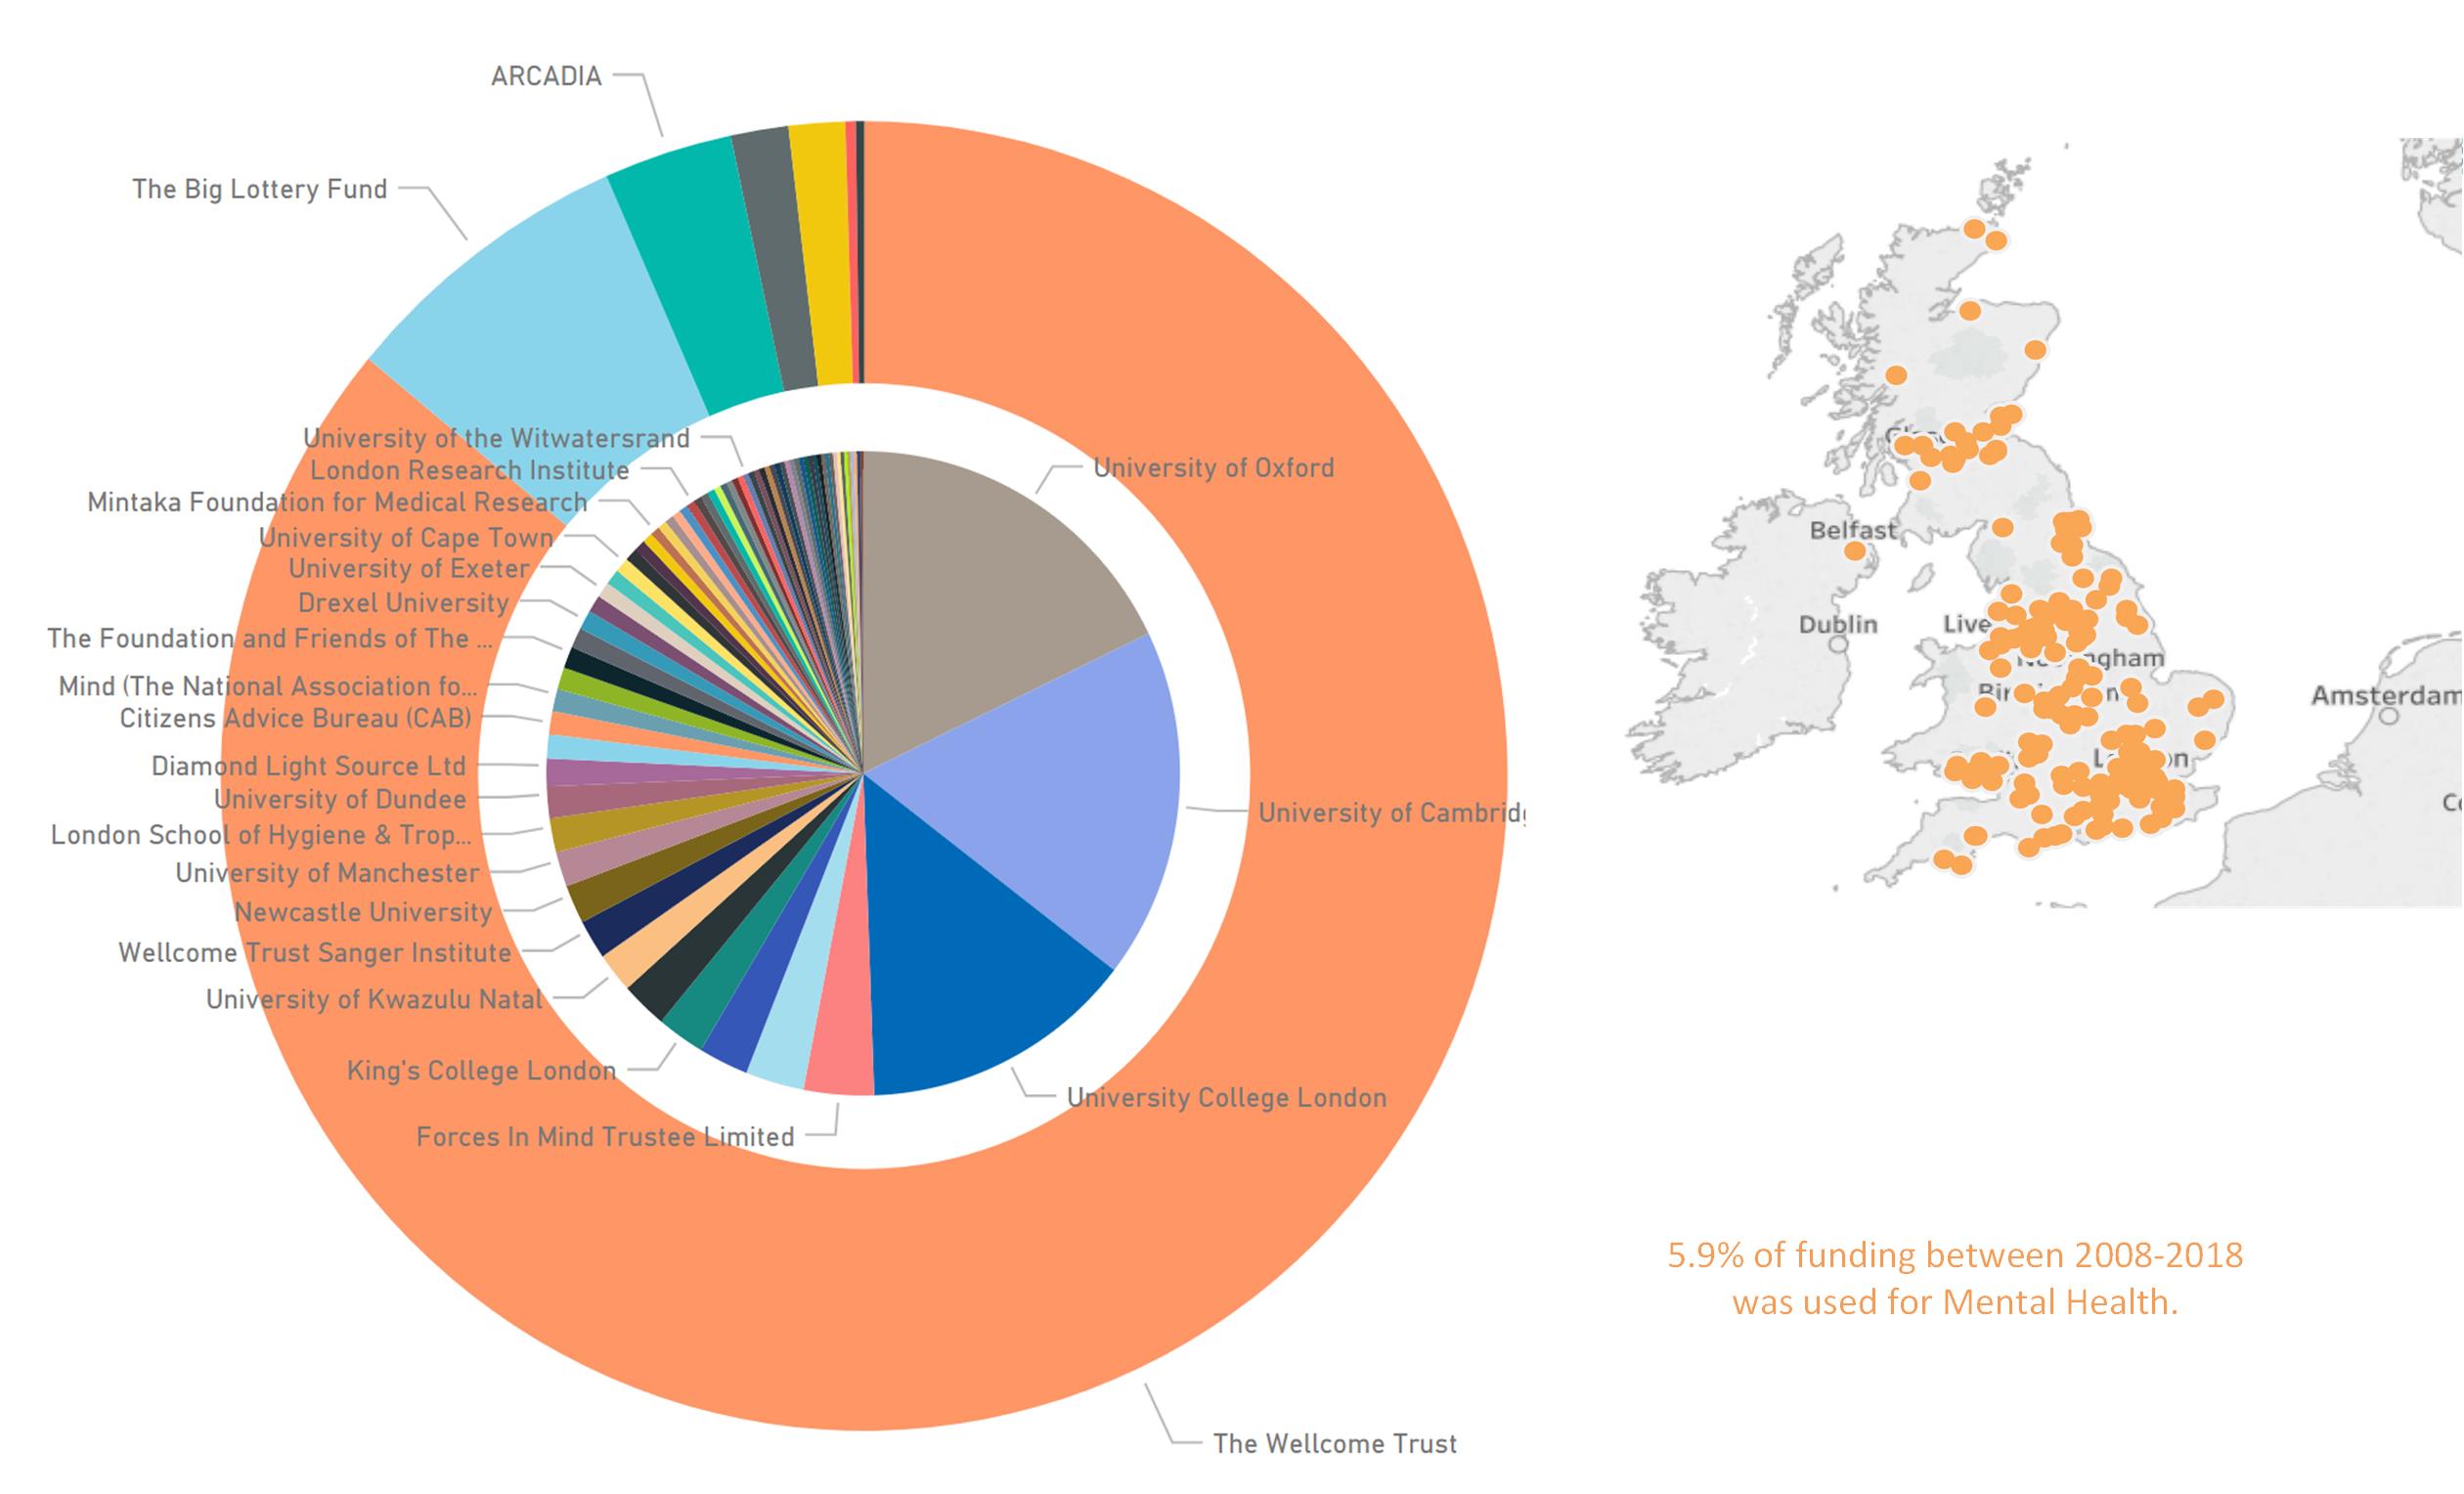 ARCADIA
The Big Lottery Fund
University of the Witwatersrand
London Research Institute
Mintaka Foundation for Medical Research
University of Cape Town
University of Exeter
Drexel University
The Foundation and Friends of The ...
Mind (The National Association fo...
Citizens Advice Bureau (CAB)
Diamond Light Source Ltd
University of Dundee
London School of Hygiene & Trop...
University of Manchester
Newcastle University
Wellcome Trust Sanger Institute
University of Kwazulu Natal
King's College London
Forces In Mind Trustee Limited
University of Oxford
University of Cambridg
University College London
The Wellcome Trust
Belfast
Dublin
Live
ngham
Bir
n
L
n
Amsterdam
5.9% of funding between 2008-2018
was used for Mental Health.